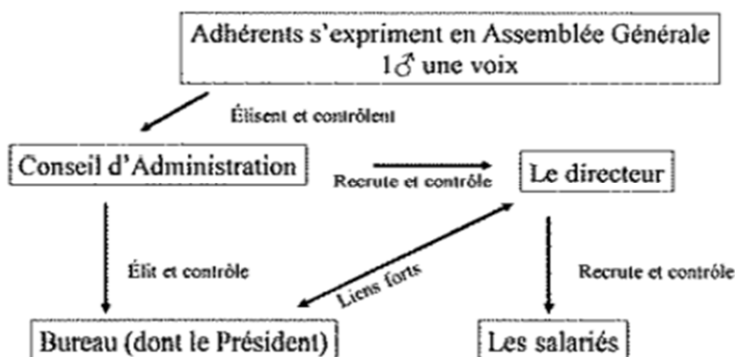 Adhérents s'expriment en Assemblée Générale
1♂ une voix
Élisent et contrôlent
Conseil d'Administration
Recrute et contrôle
Le directeur
Élit et contrôle
Liens forts
Recrute et contrôle
Bureau (dont le Président)
Les salariés